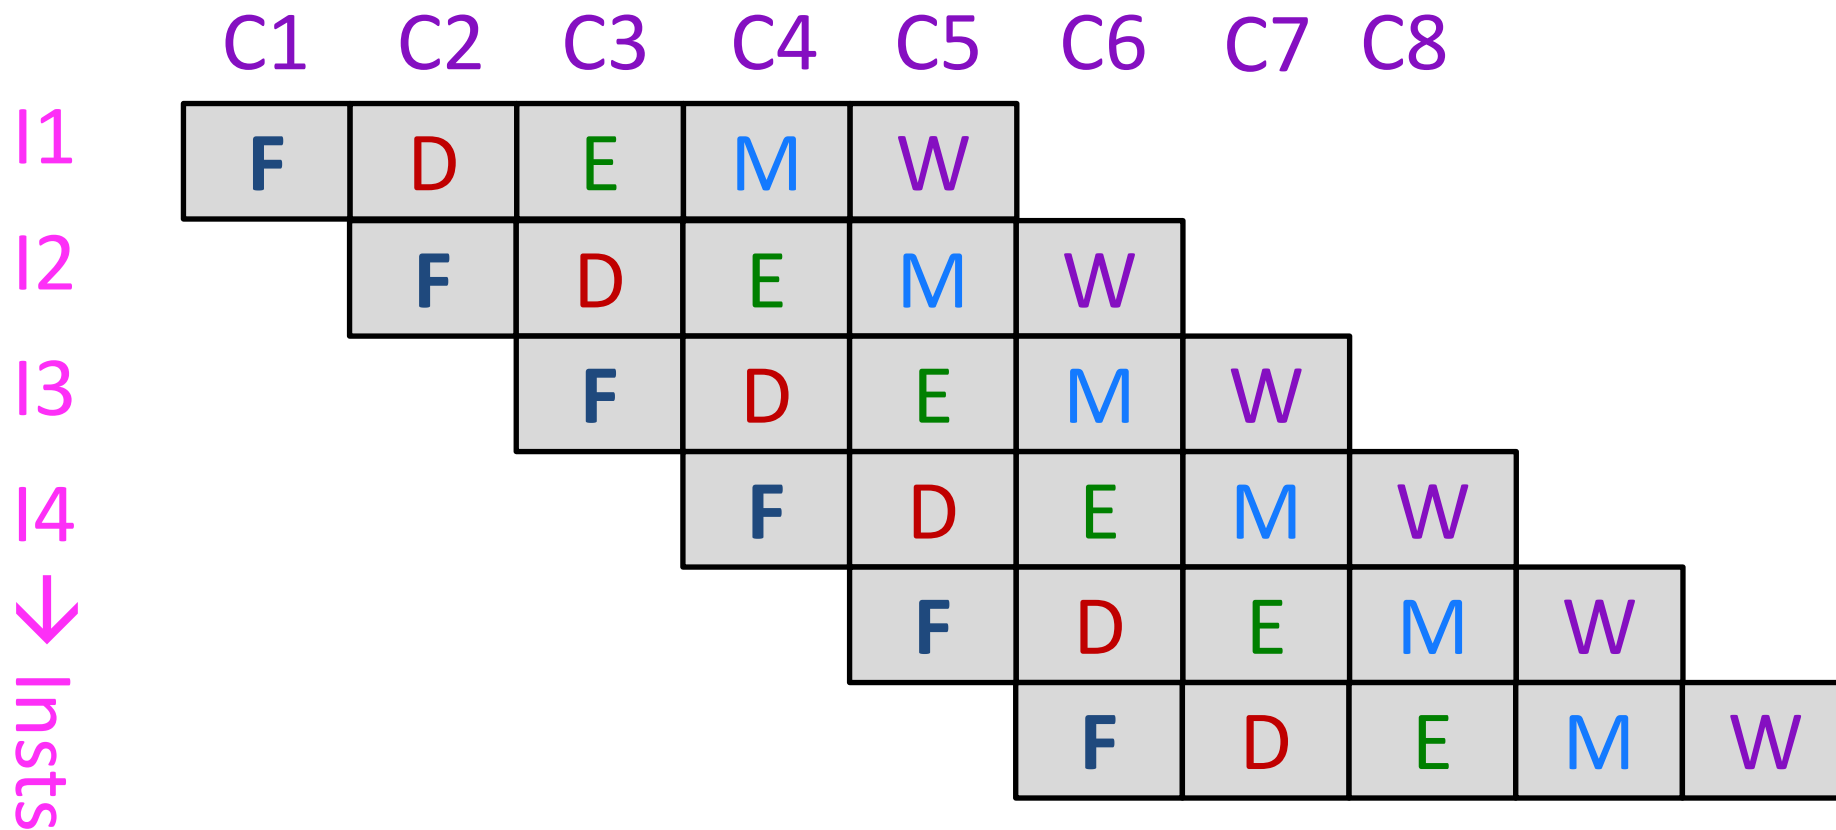 C1 C2 C3 C4 C5 C6 C7 C8
I1 F D E M W
I2 F D E M W
I3 F D E M W
I4 F D E M W
F D E M W
F D E M W
← Insts